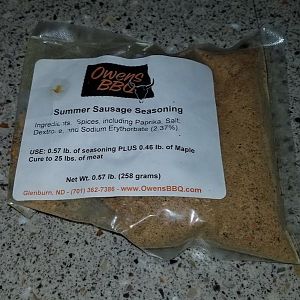 Owens
BBQ
Summer Sausage Seasoning
Ingredients: Spices, including Paprika, Salt,
Dextrose, and Sodium Erythorbate (2.37%)
USE: 0.57 lb. of seasoning PLUS 0.46 lb. of Maple
Cure to 25 lbs. of meat
Net Wt. 0.57 lb. (258 grams)
Glenburn, ND - (701) 362-7386 - www.OwensBBQ.com